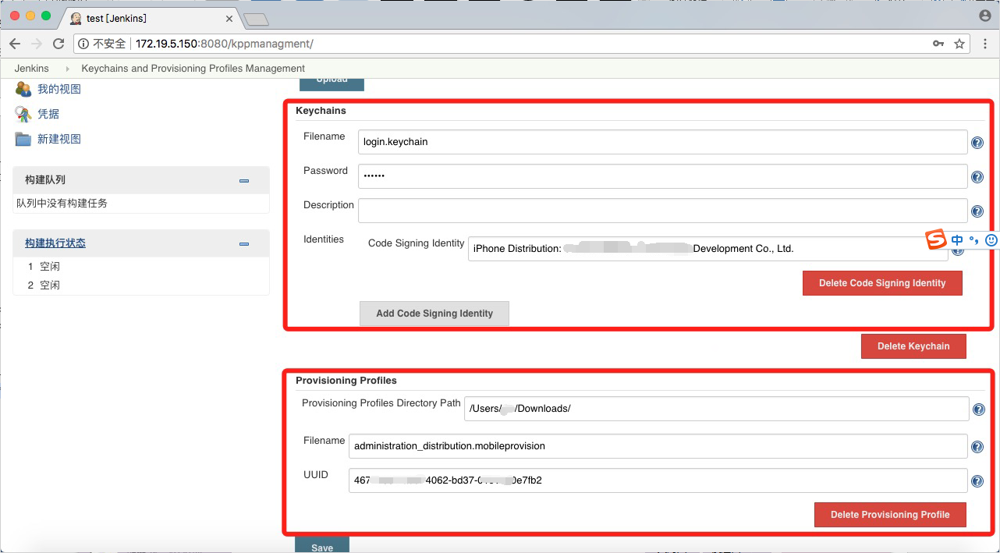 test [Jenkins]
不安全 172.19.5.150:8080/kppmanagment/
Jenkins Keychains and Provisioning Profiles Management
我的视图
凭据
新建视图
构建队列
队列中没有构建任务
构建执行状态
1 空闲
2 空闲
Upload
Keychains
Filename login.keychain
Password ••••••
Description
Identities Code Signing Identity iPhone Distribution: Development Co., Ltd.
中 °,
Delete Code Signing Identity
Add Code Signing Identity
Delete Keychain
Provisioning Profiles
Provisioning Profiles Directory Path /Users/ /Downloads/
Filename administration_distribution.mobileprovision
UUID 467 4062-bd37- 0e7fb2
Delete Provisioning Profile
Save